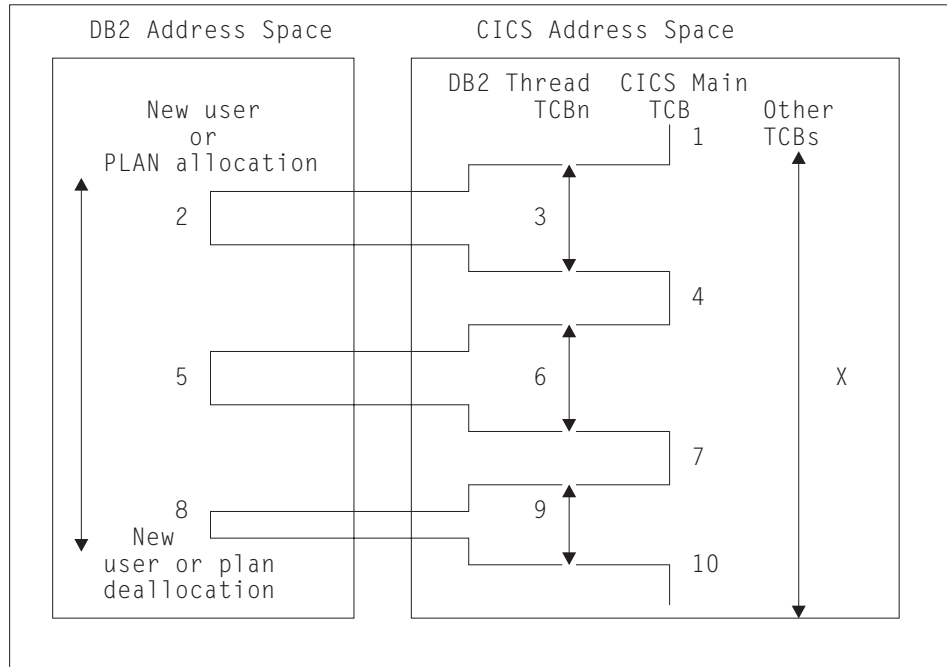 DB2 Address Space
CICS Address Space
DB2 Thread
TCBn
CICS Main
TCB
Other
TCBs
New user
or
PLAN allocation
1
2
3
4
5
6
X
7
8
9
New
user or plan
deallocation
10